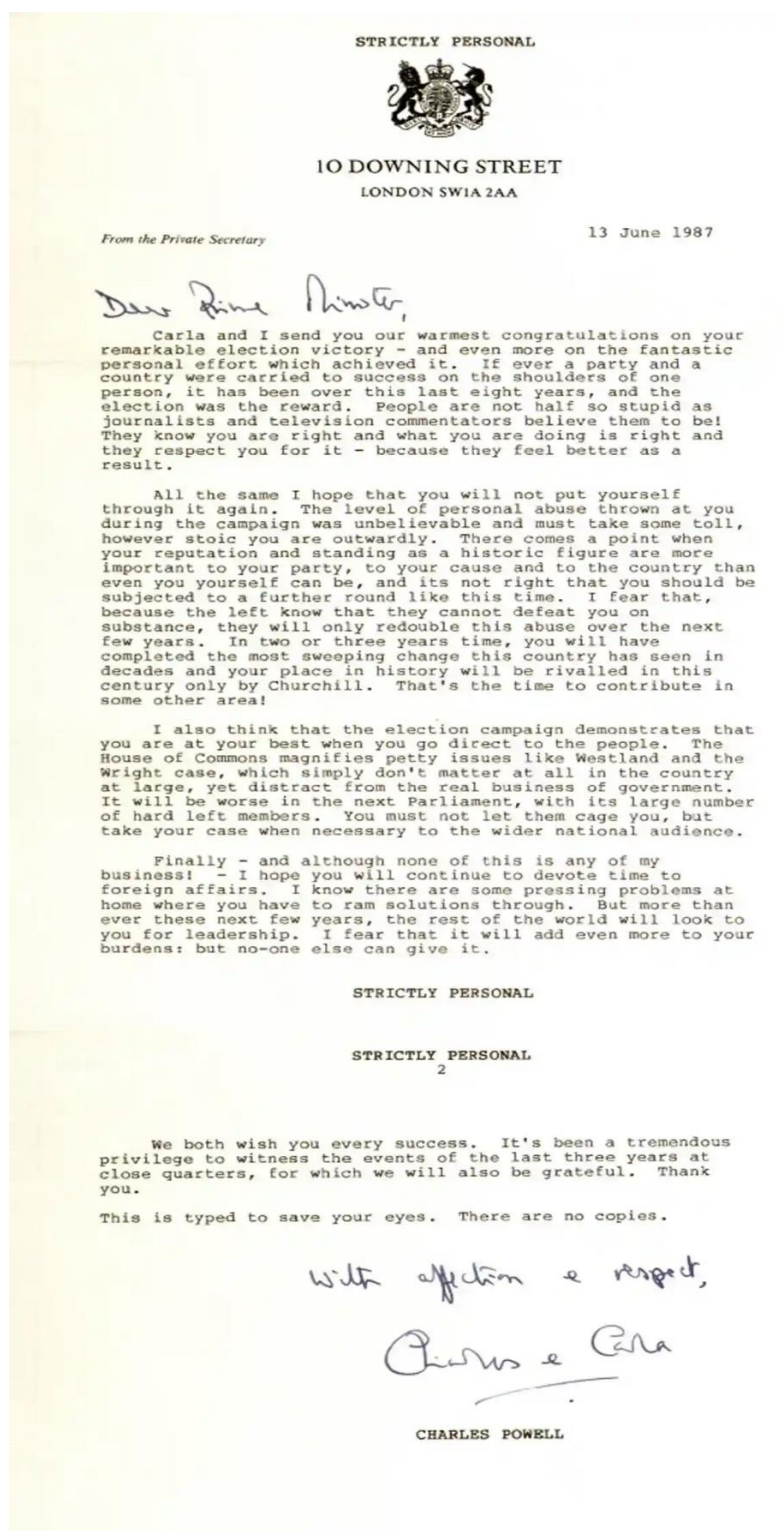 STRICTLY PERSONAL
10 DOWNING STREET
LONDON SW1A 2AA
From the Private Secretary
13 June 1987
Dear Prime Minister,
Carla and I send you our warmest congratulations on your
remarkable election victory - and even more on the fantastic
personal effort which achieved it. If ever a party and a
country were carried to success on the shoulders of one
person, it has been over this last eight years, and the
election was the reward. People are not half so stupid as
journalists and television commentators believe them to be!
They know you are right and what you are doing is right and
they respect you for it - because they feel better as a
result.
All the same I hope that you will not put yourself
through it again. The level of personal abuse thrown at you
during the campaign was unbelievable and must take some toll,
however stoic you are outwardly. There comes a point when
your reputation and standing as a historic figure are more
important to your party, to your cause and to the country than
even you yourself can be, and its not right that you should be
subjected to a further round like this time. I fear that,
because the left know that they cannot defeat you on
substance, they will only redouble this abuse over the next
few years. In two or three years time, you will have
completed the most sweeping change this country has seen in
decades and your place in history will be rivalled in this
century only by Churchill. That's the time to contribute in
some other area!
I also think that the election campaign demonstrates that
you are at your best when you go direct to the people. The
House of Commons magnifies petty issues like Westland and the
Wright case, which simply don't matter at all in the country
at large, yet distract from the real business of government.
It will be worse in the next Parliament, with its large number
of hard left members. You must not let them cage you, but
take your case when necessary to the wider national audience.
Finally - and although none of this is any of my
business! - I hope you will continue to devote time to
foreign affairs. I know there are some pressing problems at
home where you have to ram solutions through. But more than
ever these next few years, the rest of the world will look to
you for leadership. I fear that it will add even more to your
burdens: but no-one else can give it.
STRICTLY PERSONAL
STRICTLY PERSONAL
2
We both wish you every success. It's been a tremendous
privilege to witness the events of the last three years at
close quarters, for which we will also be grateful. Thank
you.
This is typed to save your eyes. There are no copies.
With affection e respect,
Charles e Carla
CHARLES POWELL